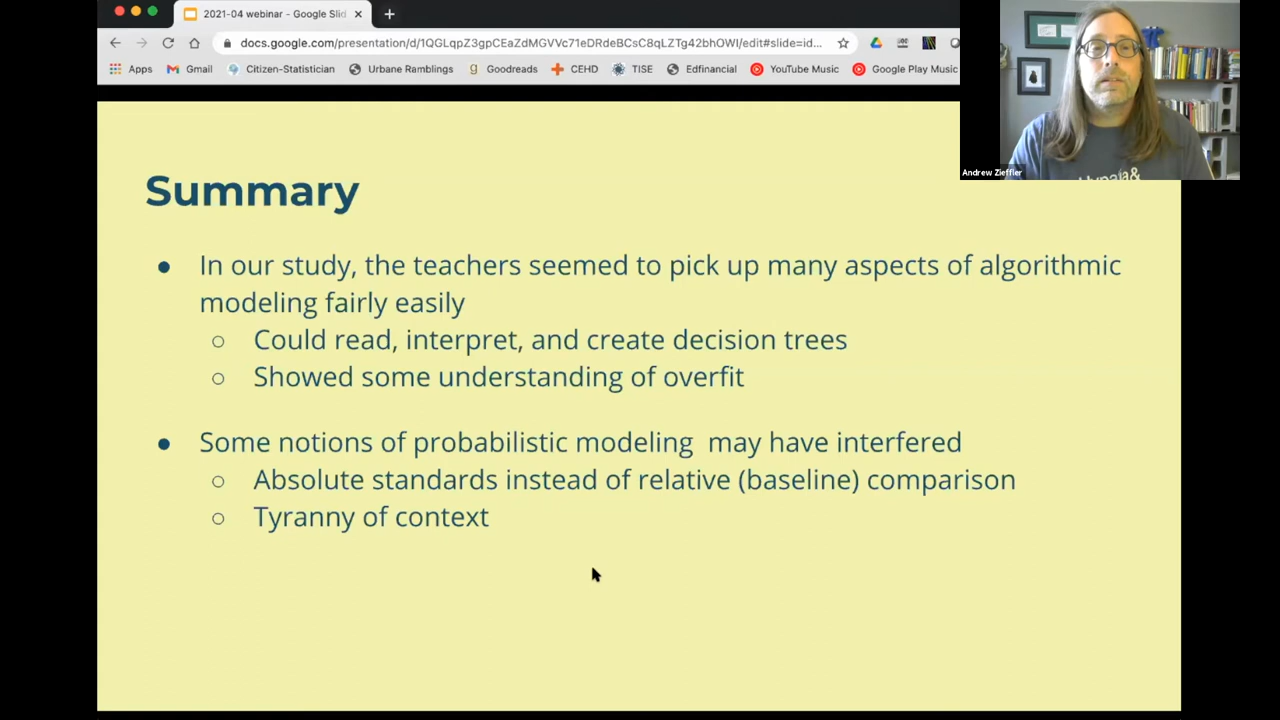 2021-04 webinar - Google Slid
docs.google.com/presentation/d/1QGLqpZ3gpCEaZdMGVVc71eDRdeBCsC8qLZTg42bhOWI/edit#slide=id...
Apps Gmail Citizen-Statistician Urbane Ramblings Goodreads CEHD TISE Edfinancial YouTube Music Google Play Music
Andrew Zieffler
Summary
● In our study, the teachers seemed to pick up many aspects of algorithmic
modeling fairly easily
○ Could read, interpret, and create decision trees
○ Showed some understanding of overfit
● Some notions of probabilistic modeling may have interfered
○ Absolute standards instead of relative (baseline) comparison
○ Tyranny of context